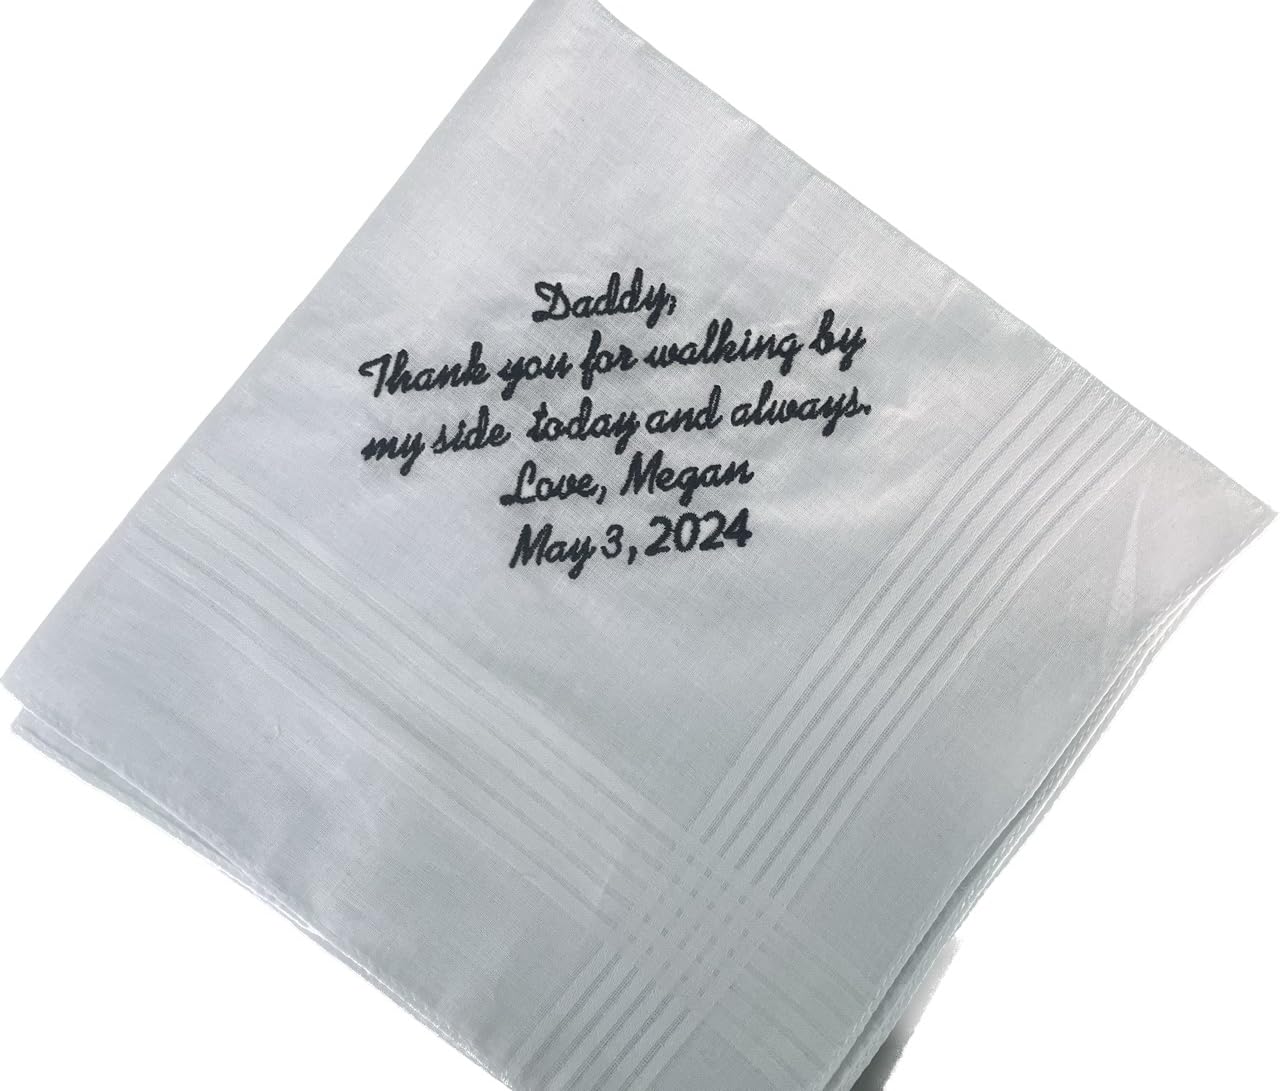 Daddy,
Thank you for walking by
my side today and always.
Love, Megan
May 3, 2024